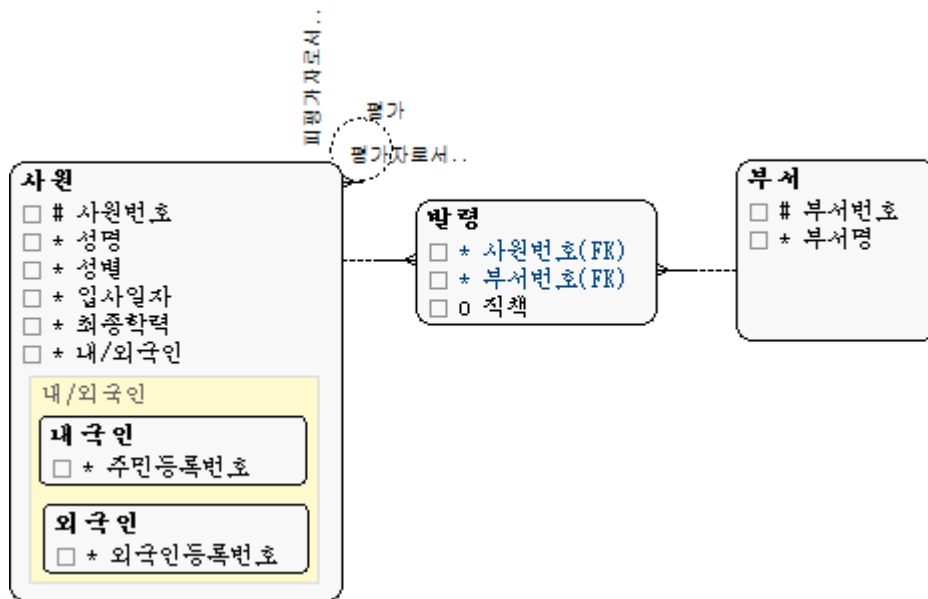 피평가자로서..
평가
평가자로서..
사원
# 사원번호
* 성명
* 성별
* 입사일자
* 최종학력
* 내/외국인
내/외국인
내국인
* 주민등록번호
외국인
* 외국인등록번호
발령
* 사원번호(FK)
* 부서번호(FK)
o 직책
부서
# 부서번호
* 부서명